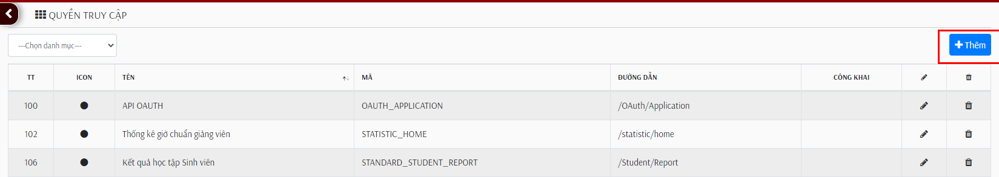 QUYỀN TRUY CẬP
---Chọn danh mục---
Thêm
TT ICON TÊN MÃ ĐƯỜNG DẪN CÔNG KHAI
100 API OAUTH OAUTH_APPLICATION /OAuth/Application
102 Thống kê giờ chuẩn giảng viên STATISTIC_HOME /statistic/home
106 Kết quả học tập Sinh viên STANDARD_STUDENT_REPORT /Student/Report